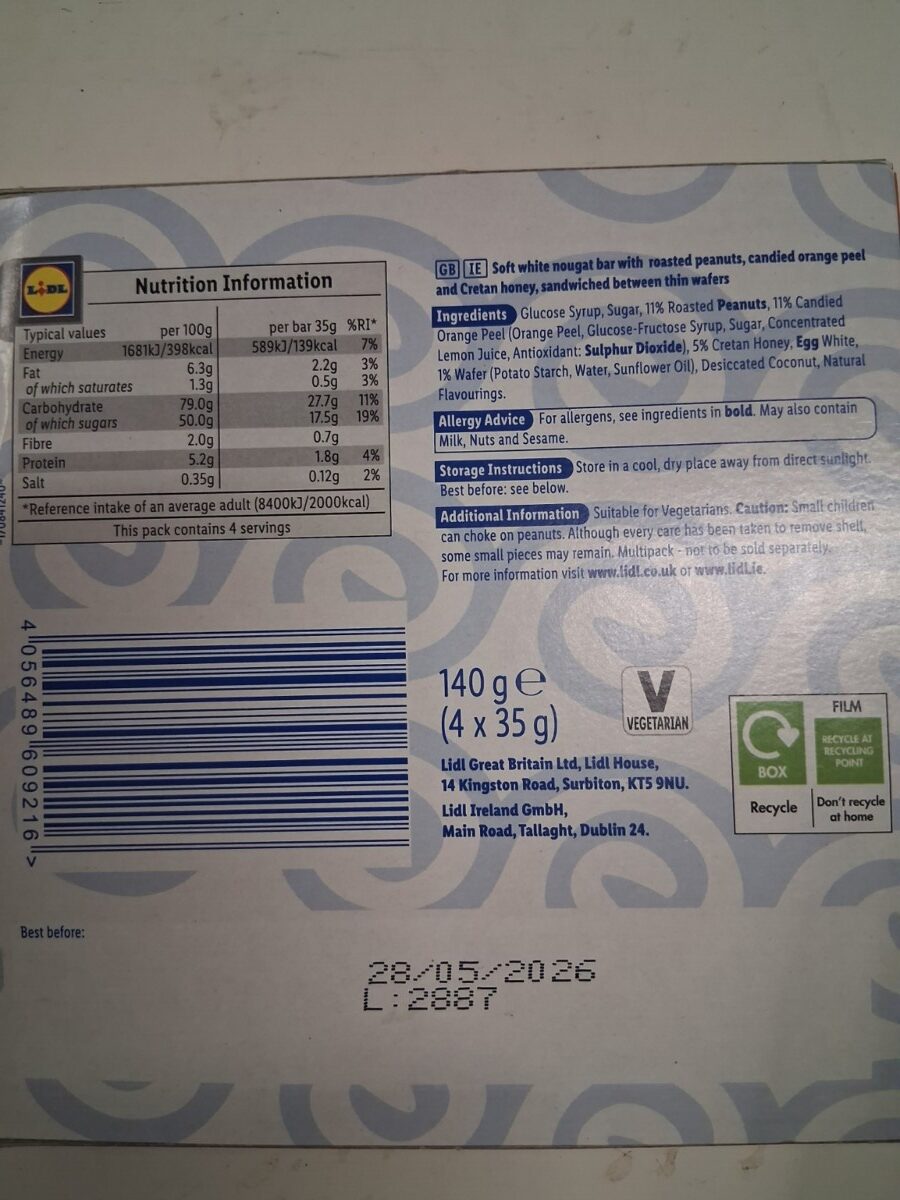 LIDL
Nutrition Information
Typical values per 100g per bar 35g %RI*
Energy 1681kJ/398kcal 589kJ/139kcal 7%
Fat 6.3g 2.2g 3%
of which saturates 1.3g 0.5g 3%
Carbohydrate 79.0g 27.7g 11%
of which sugars 50.0g 17.5g 19%
Fibre 2.0g 0.7g
Protein 5.2g 1.8g 4%
Salt 0.35g 0.12g 2%
*Reference intake of an average adult (8400kJ/2000kcal)
This pack contains 4 servings
GB IE Soft white nougat bar with roasted peanuts, candied orange peel
and Cretan honey, sandwiched between thin wafers
Ingredients Glucose Syrup, Sugar, 11% Roasted Peanuts, 11% Candied
Orange Peel (Orange Peel, Glucose-Fructose Syrup, Sugar, Concentrated
Lemon Juice, Antioxidant: Sulphur Dioxide), 5% Cretan Honey, Egg White,
1% Wafer (Potato Starch, Water, Sunflower Oil), Desiccated Coconut, Natural
Flavourings.
Allergy Advice For allergens, see ingredients in bold. May also contain
Milk, Nuts and Sesame.
Storage Instructions Store in a cool, dry place away from direct sunlight.
Best before: see below.
Additional Information Suitable for Vegetarians. Caution: Small children
can choke on peanuts. Although every care has been taken to remove shell,
some small pieces may remain. Multipack - not to be sold separately.
For more information visit www.lidl.co.uk or www.lidl.ie.
4 056489 609216 >
140 g e
(4 x 35 g)
V
VEGETARIAN
Lidl Great Britain Ltd, Lidl House,
14 Kingston Road, Surbiton, KT5 9NU.
Lidl Ireland GmbH,
Main Road, Tallaght, Dublin 24.
BOX
Recycle
FILM
RECYCLE AT
RECYCLING
POINT
Don't recycle
at home
Best before:
28/05/2026
L:2887